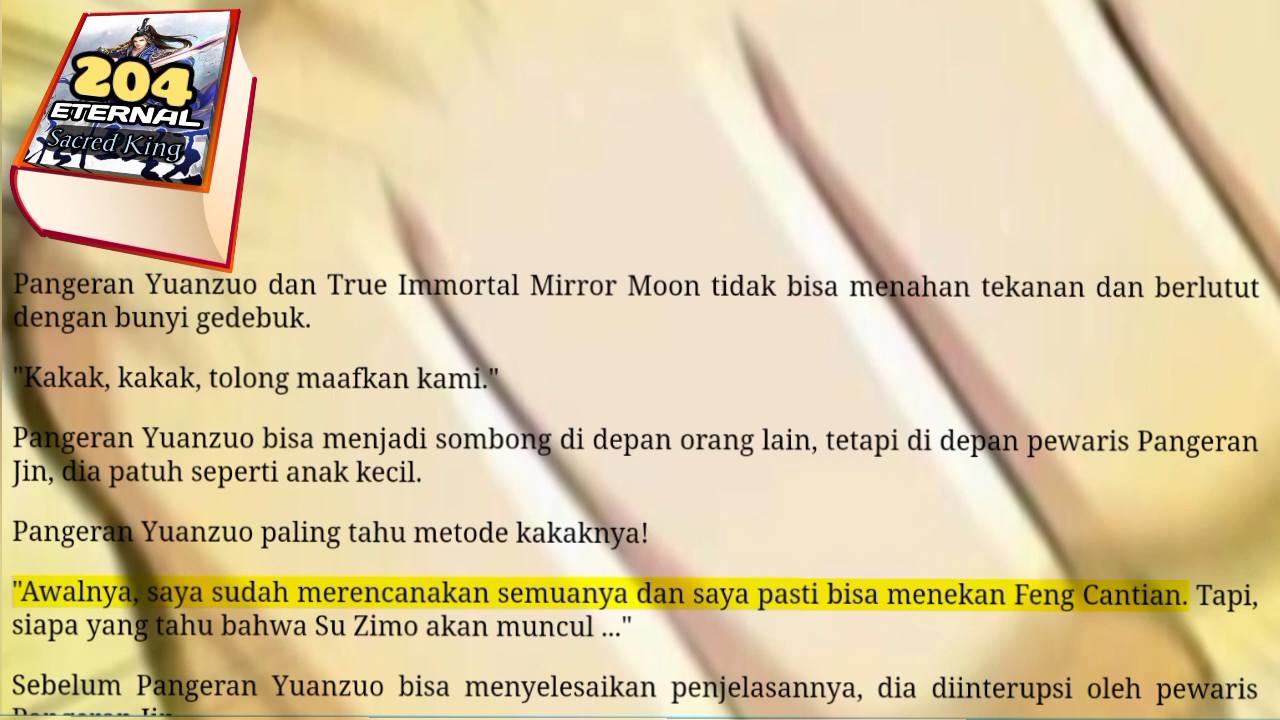 204
ETERNAL
Sacred King
Pangeran Yuanzuo dan True Immortal Mirror Moon tidak bisa menahan tekanan dan berlutut
dengan bunyi gedebuk.
"Kakak, kakak, tolong maafkan kami."
Pangeran Yuanzuo bisa menjadi sombong di depan orang lain, tetapi di depan pewaris Pangeran
Jin, dia patuh seperti anak kecil.
Pangeran Yuanzuo paling tahu metode kakaknya!
"Awalnya, saya sudah merencanakan semuanya dan saya pasti bisa menekan Feng Cantian. Tapi,
siapa yang tahu bahwa Su Zimo akan muncul ..."
Sebelum Pangeran Yuanzuo bisa menyelesaikan penjelasannya, dia diinterupsi oleh pewaris
Pangeran Jin.